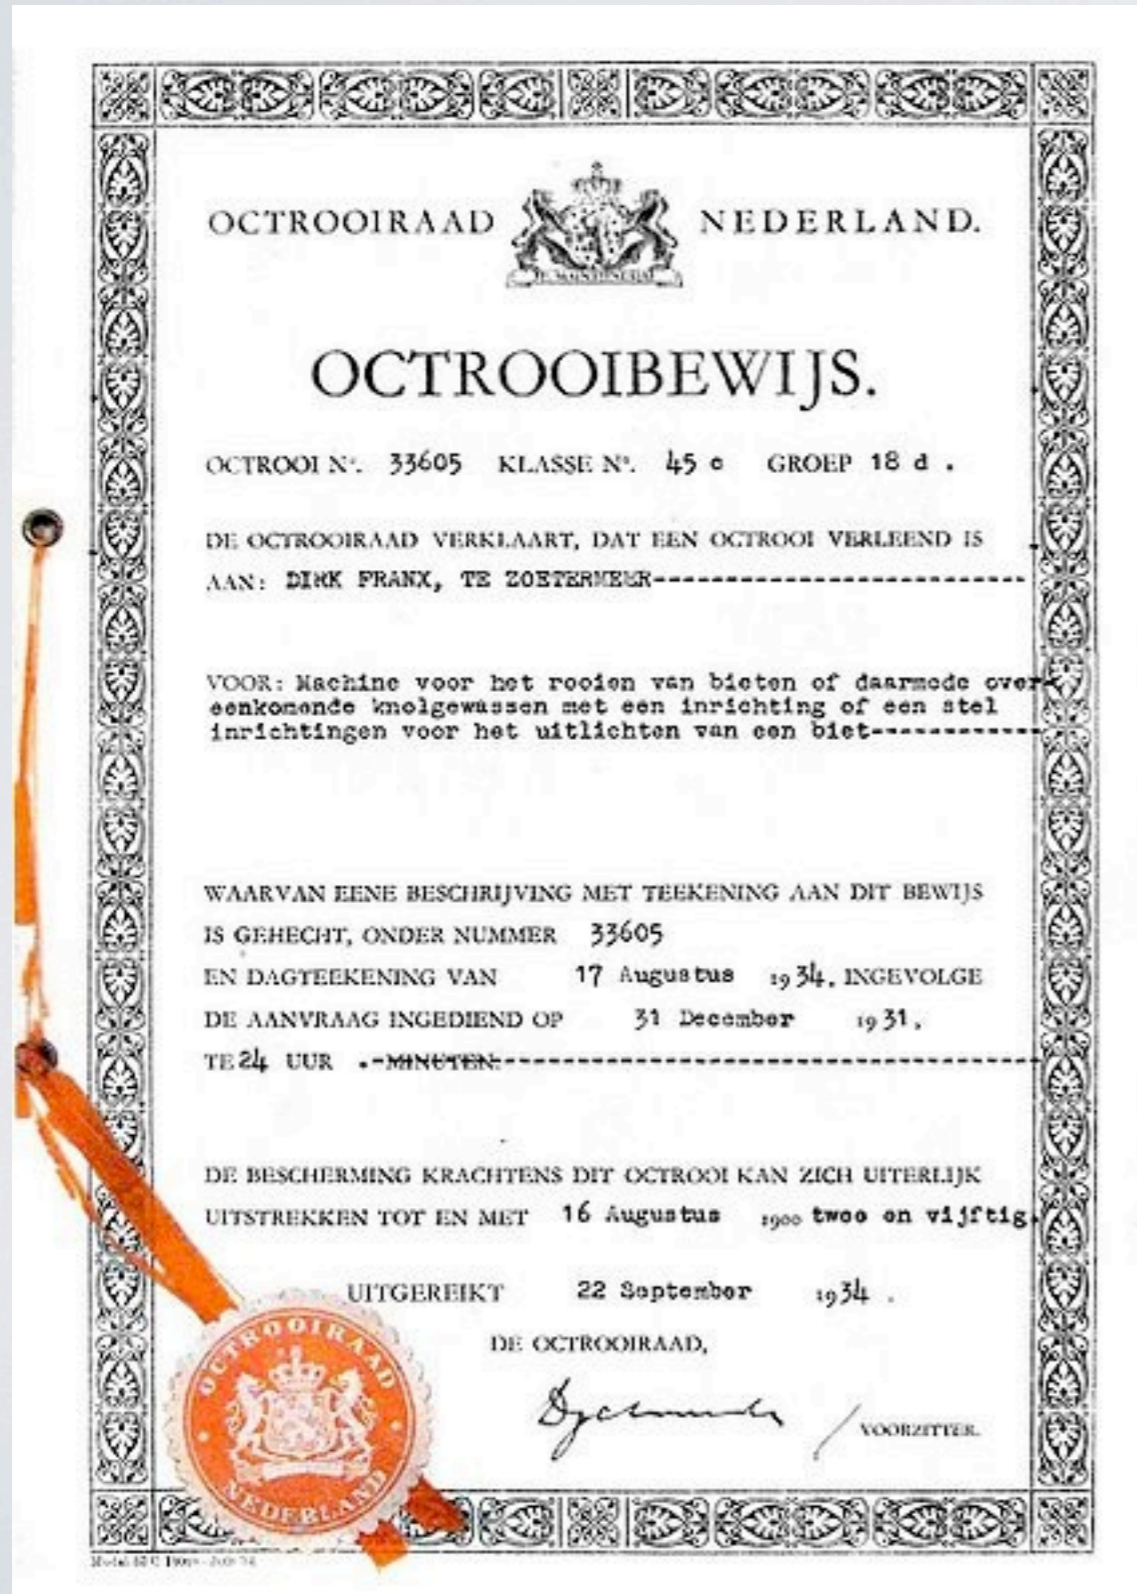 OCTROOIRAAD NEDERLAND.
OCTROOIBEWIJS.
OCTROOI Nº. 33605 KLASSE Nº. 45 c GROEP 18 d .
DE OCTROOIRAAD VERKLAART, DAT EEN OCTROOI VERLEEND IS
AAN: DIRK FRANX, TE ZOETERMEER--------------------------
VOOR: Machine voor het rooien van bieten of daarmede over-
eenkomende knolgewassen met een inrichting of een stel
inrichtingen voor het uitlichten van een biet------------
WAARVAN EENE BESCHRIJVING MET TEEKENING AAN DIT BEWIJS
IS GEHECHT, ONDER NUMMER 33605
EN DAGTEEKENING VAN 17 Augustus 1934, INGEVOLGE
DE AANVRAAG INGEDIEND OP 31 December 1931,
TE 24 UUR .-MINUTEN.--------------------------------------
DE BESCHERMING KRACHTENS DIT OCTROOI KAN ZICH UITERLIJK
UITSTREKKEN TOT EN MET 16 Augustus 1900 twee en vijftig.
UITGEREIKT 22 September 1934 .
DE OCTROOIRAAD,
VOORZITTER.
OCTROOIRAAD
NEDERLAND